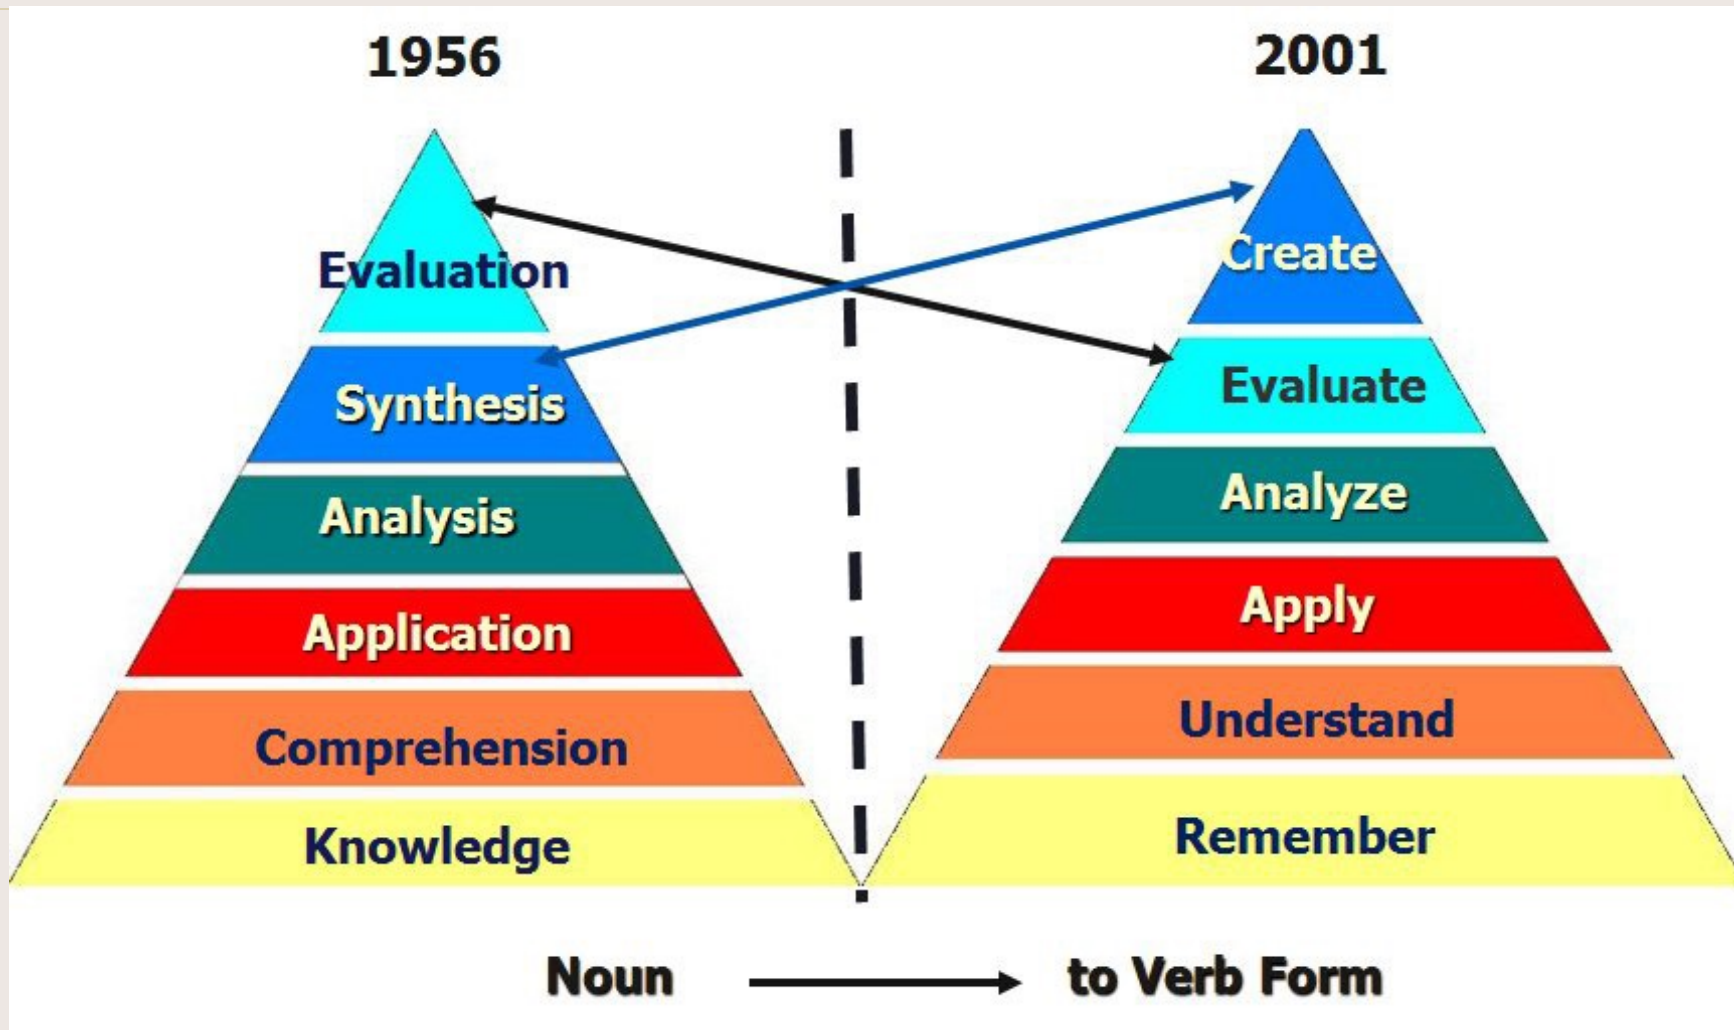 1956
Evaluation
Synthesis
Analysis
Application
Comprehension
Knowledge
2001
Create
Evaluate
Analyze
Apply
Understand
Remember
Noun to Verb Form